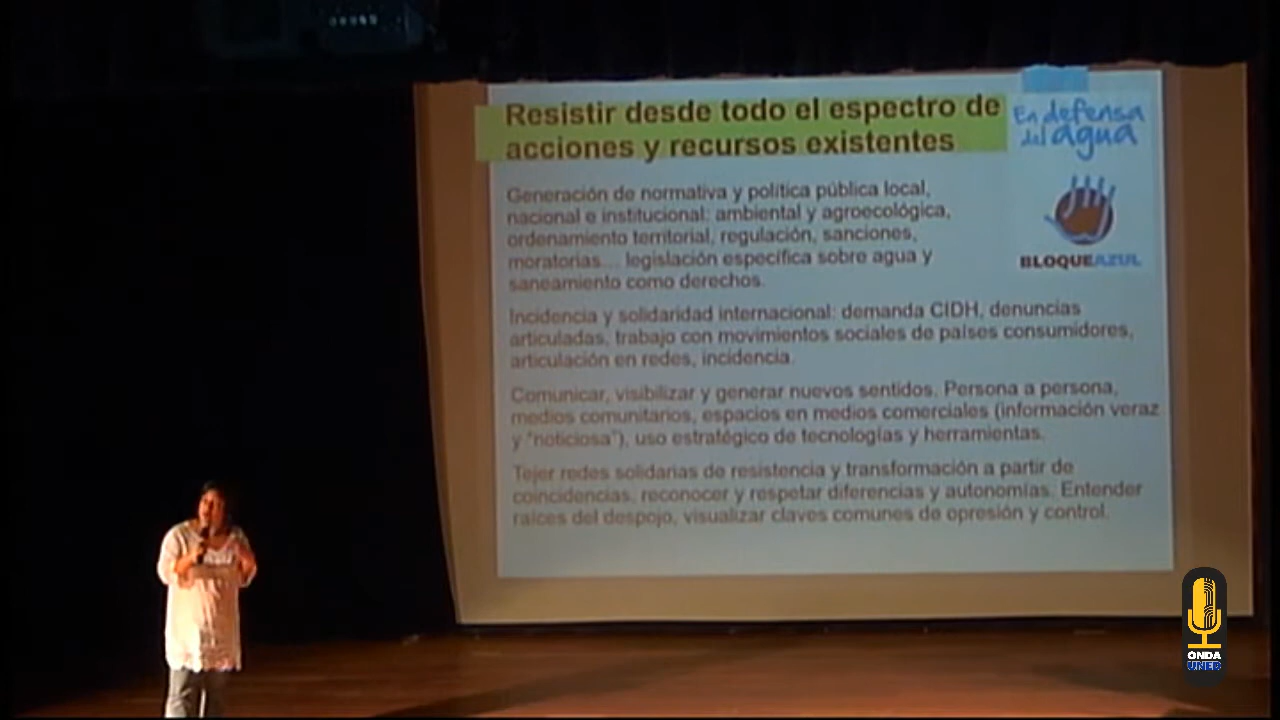 Resistir desde todo el espectro de
acciones y recursos existentes
En defensa
del agua
BLOQUEAZUL
Generación de normativa y política pública local,
nacional e institucional: ambiental y agroecológica,
ordenamiento territorial, regulación, sanciones,
moratorias... legislación específica sobre agua y
saneamiento como derechos.
Incidencia y solidaridad internacional: demanda CIDH, denuncias
articuladas, trabajo con movimientos sociales de países consumidores,
articulación en redes, incidencia.
Comunicar, visibilizar y generar nuevos sentidos. Persona a persona,
medios comunitarios, espacios en medios comerciales (información veraz
y "noticiosa"), uso estratégico de tecnologías y herramientas.
Tejer redes solidarias de resistencia y transformación a partir de
coincidencias, reconocer y respetar diferencias y autonomías. Entender
raíces del despojo, visualizar claves comunes de opresión y control.
ONDA
UNEB